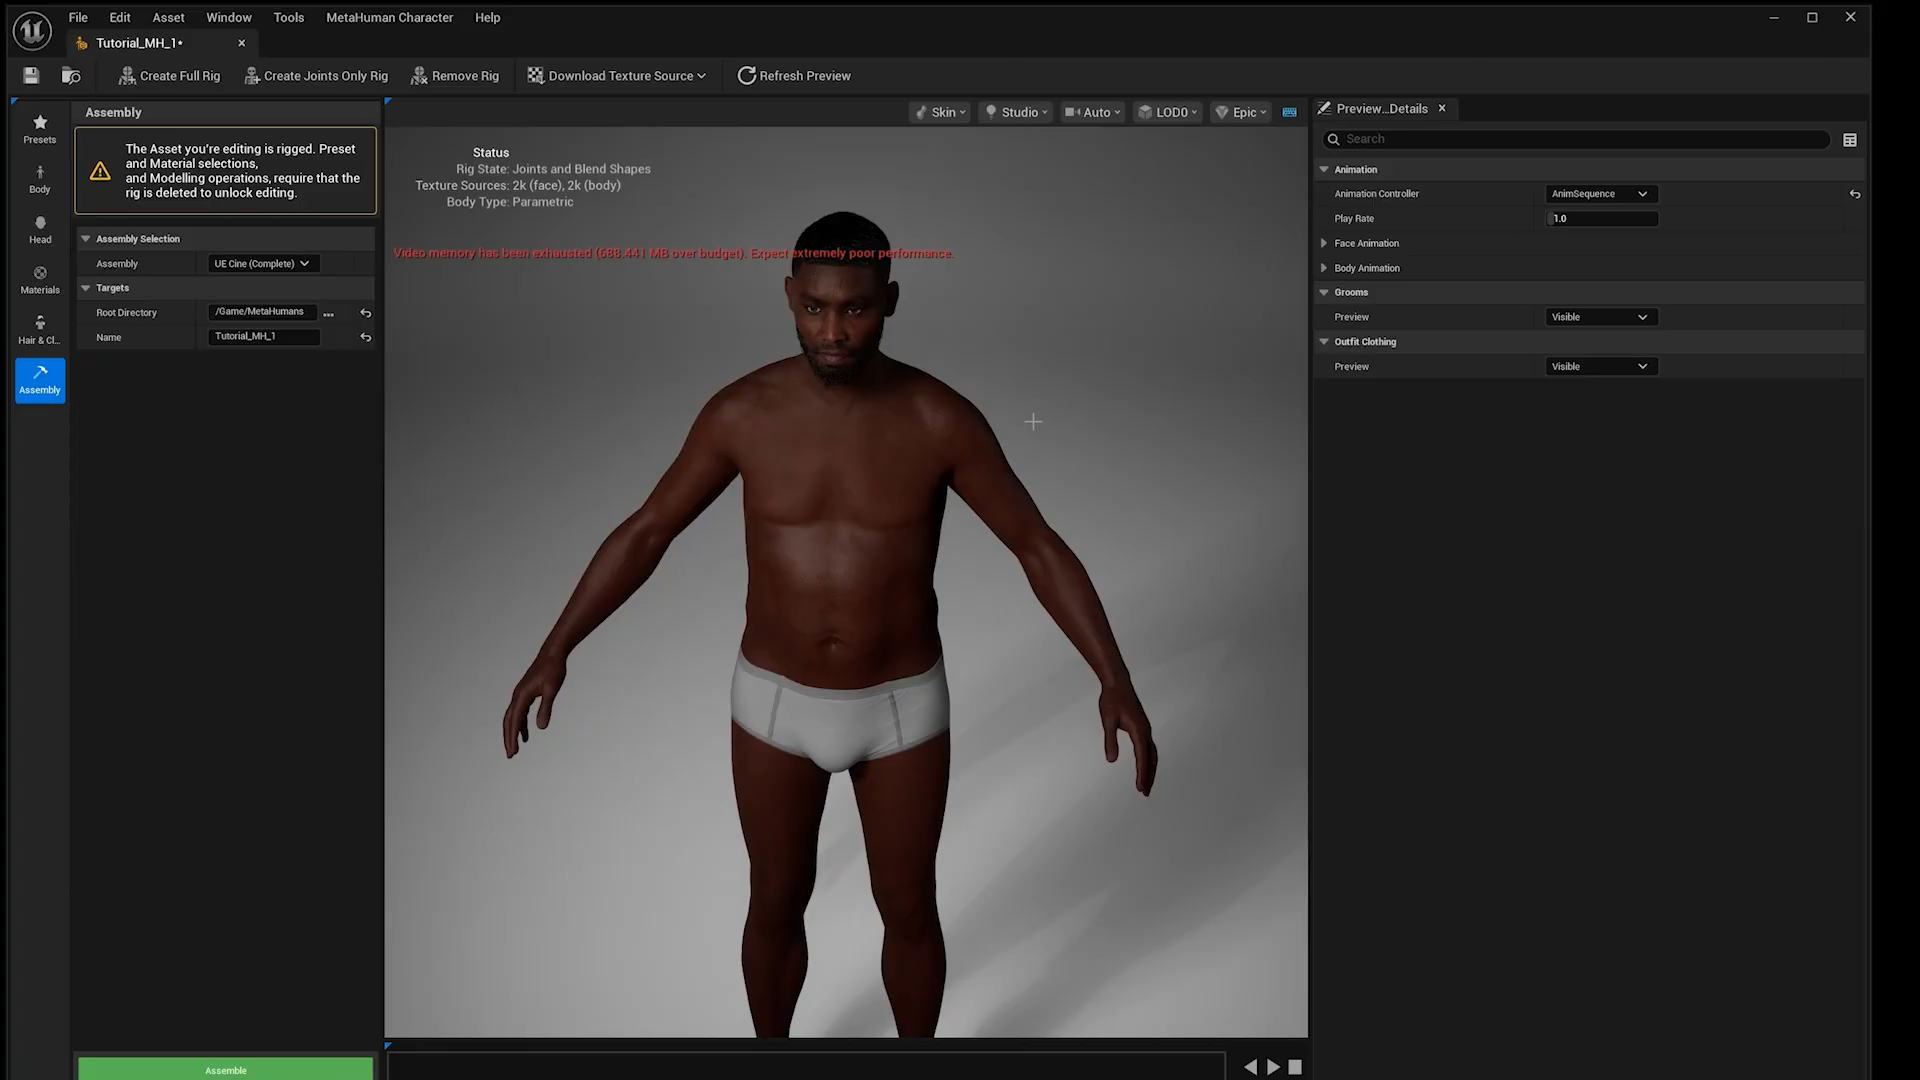 File Edit Asset Window Tools MetaHuman Character Help
Tutorial_MH_1•
Create Full Rig Create Joints Only Rig Remove Rig Download Texture Source Refresh Preview
Assembly
The Asset you're editing is rigged. Preset
and Material selections,
and Modelling operations, require that the
rig is deleted to unlock editing.
Presets
Body
Head
Materials
Hair & Cl...
Assembly
Assembly Selection
Assembly UE Cine (Complete)
Targets
Root Directory /Game/MetaHumans ...
Name Tutorial_MH_1
Assemble
Skin Studio Auto LOD0 Epic
Status
Rig State: Joints and Blend Shapes
Texture Sources: 2k (face), 2k (body)
Body Type: Parametric
Video memory has been exhausted (688.441 MB over budget). Expect extremely poor performance.
Preview...Details
Search
Animation
Animation Controller AnimSequence
Play Rate 1.0
Face Animation
Body Animation
Grooms
Preview Visible
Outfit Clothing
Preview Visible